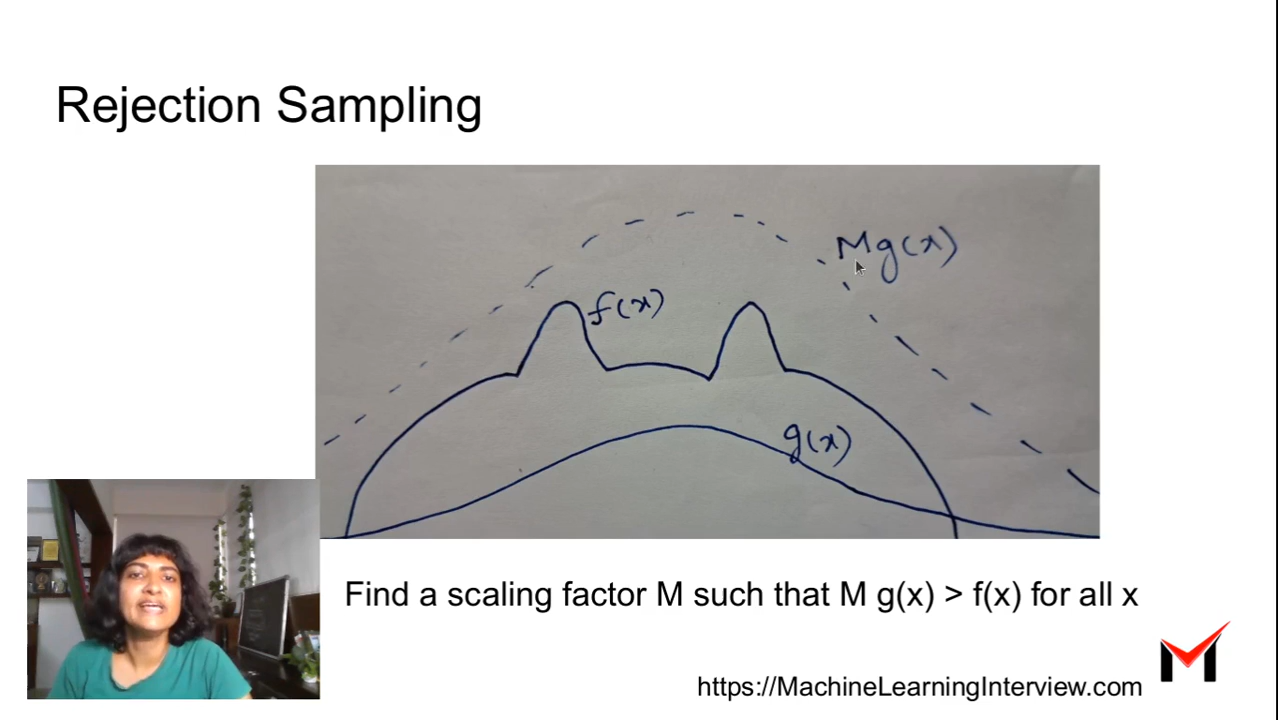 Rejection Sampling
Mg(x)
f(x)
g(x)
Find a scaling factor M such that M g(x) > f(x) for all x
https://MachineLearningInterview.com